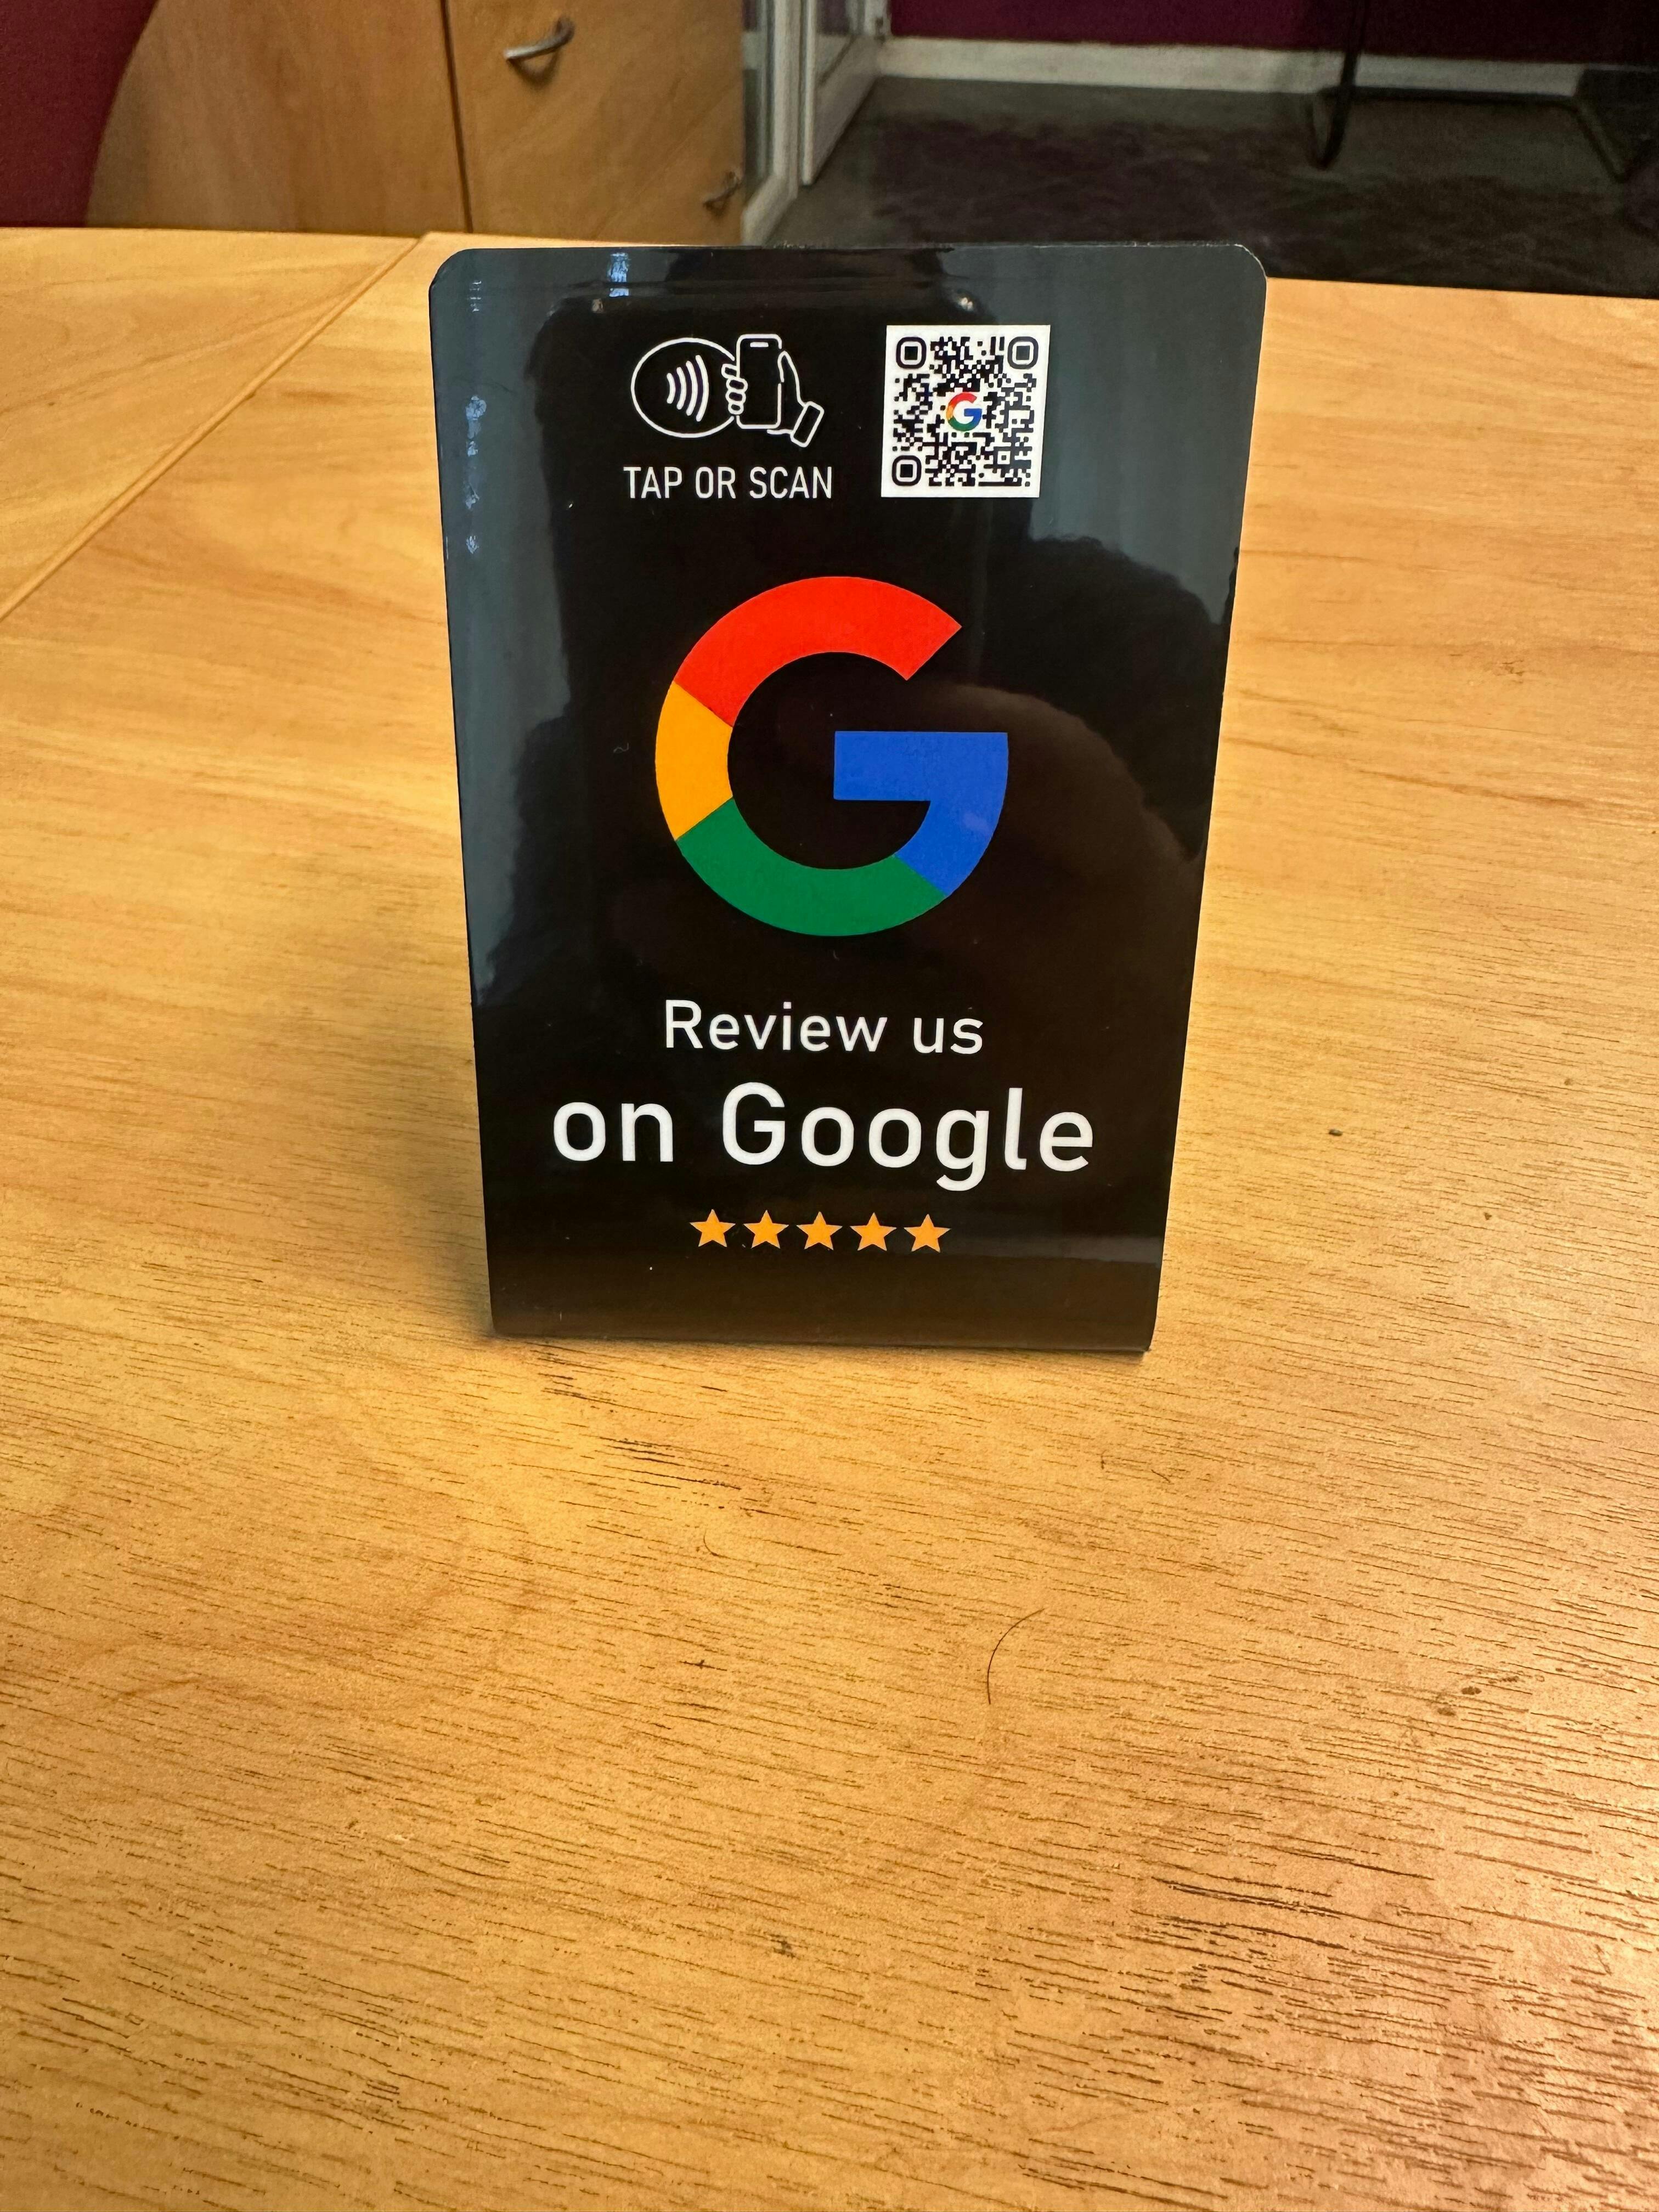 TAP OR SCAN
Review us
on Google